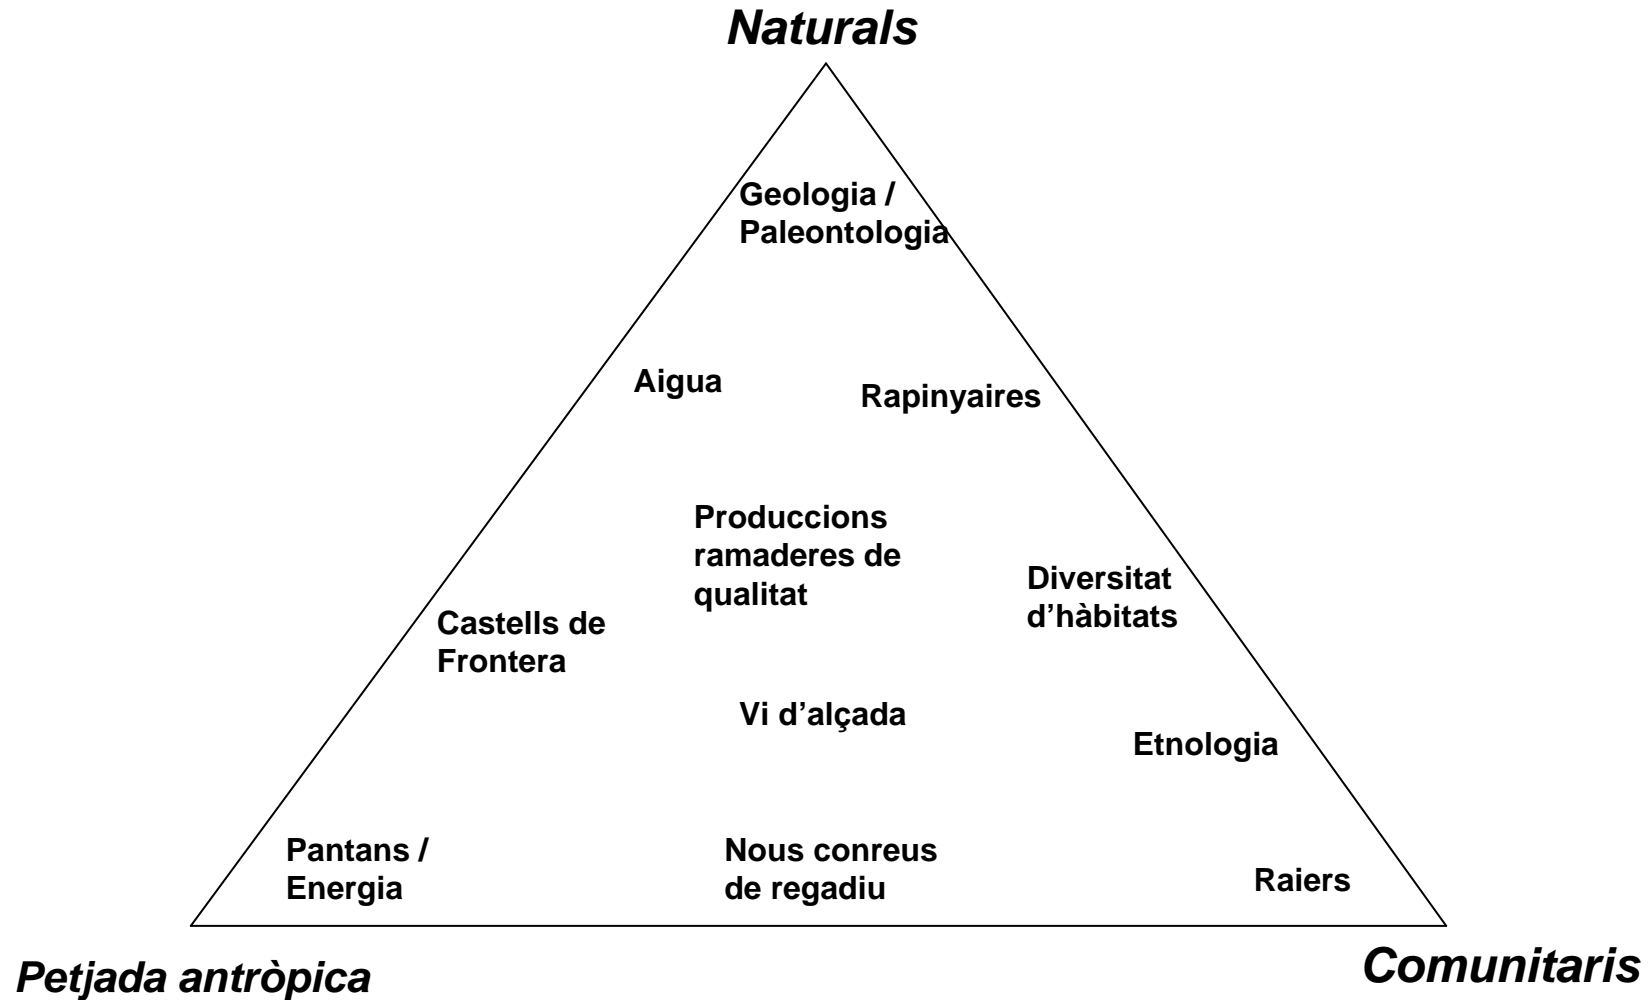 Naturals
Geologia /
Paleontologia
Aigua
Rapinyaires
Produccions
ramaderes de
qualitat
Diversitat
d’hàbitats
Castells de
Frontera
Vi d’alçada
Etnologia
Pantans /
Energia
Nous conreus
de regadiu
Raiers
Petjada antròpica
Comunitaris